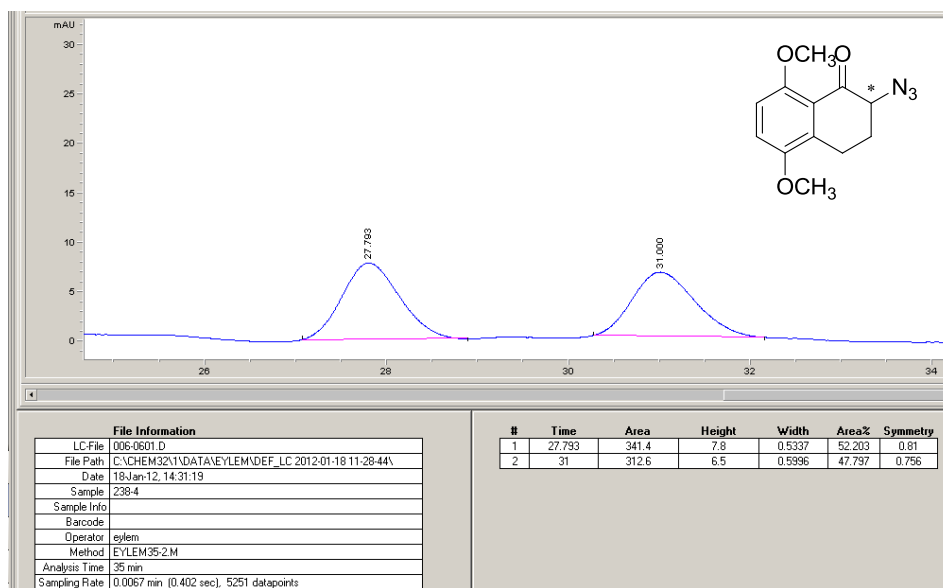 mAU
30
25
20
15
10
5
0
27.793
31.000
26 28 30 32 34
OCH₃ O
* N₃
OCH₃
File Information
LC-File 006-0601.D
File Path C:\CHEM32\1\DATA\EYLEM\DEF_LC 2012-01-18 11-28-44\
Date 18-Jan-12, 14:31:19
Sample 238-4
Sample Info
Barcode
Operator eylem
Method EYLEM35-2.M
Analysis Time 35 min
Sampling Rate 0.0067 min (0.402 sec), 5251 datapoints
# Time Area Height Width Area% Symmetry
1 27.793 341.4 7.8 0.5337 52.203 0.81
2 31 312.6 6.5 0.5996 47.797 0.756